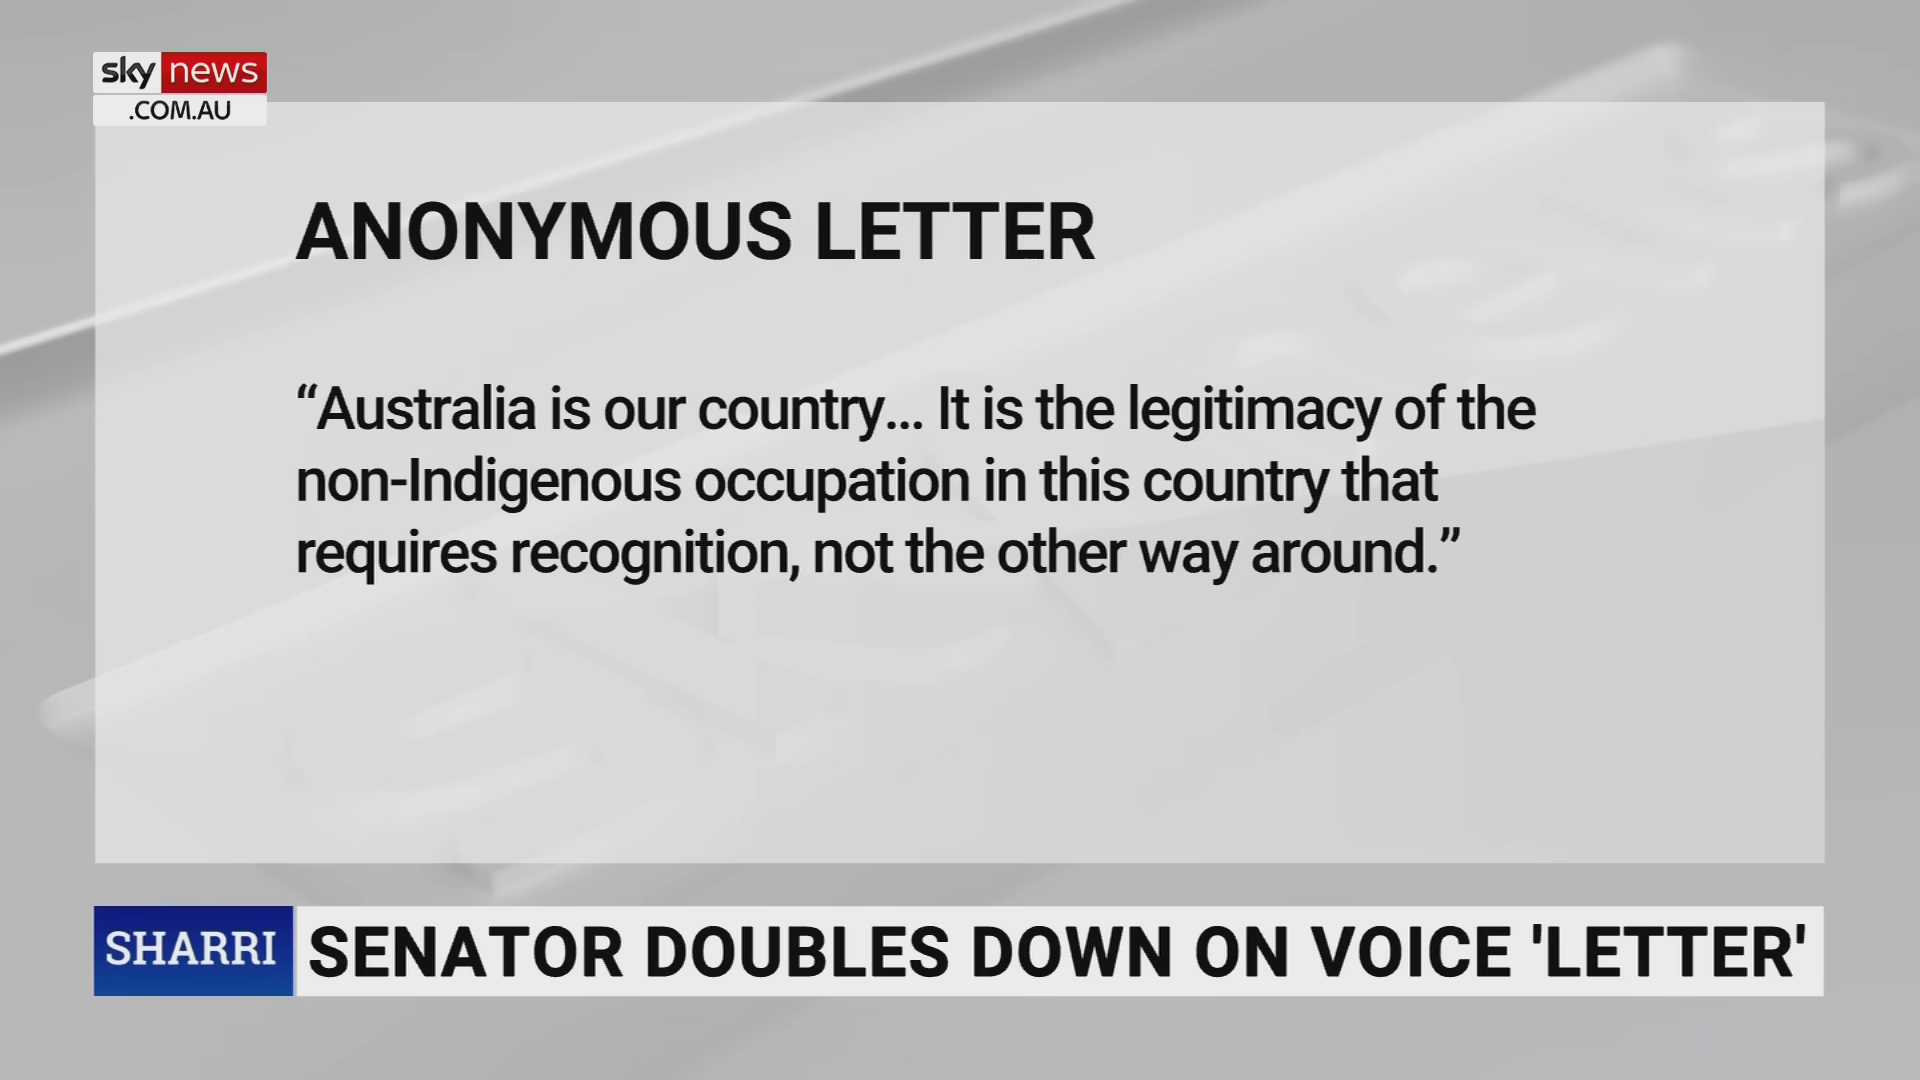 sky news
.COM.AU
ANONYMOUS LETTER
“Australia is our country... It is the legitimacy of the
non-Indigenous occupation in this country that
requires recognition, not the other way around.”
SHARRI
SENATOR DOUBLES DOWN ON VOICE 'LETTER'